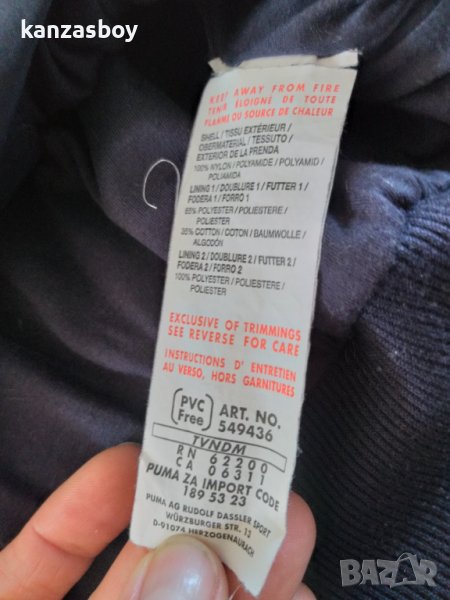 kanzasboy
KEEP AWAY FROM FIRE
TENIR ÉLOIGNÉ DE TOUTE
FLAMME OU SOURCE DE CHALEUR
SHELL / TISSU EXTÉRIEUR /
OBERMATERIAL / TESSUTO /
EXTERIOR DE LA PRENDA
100% NYLON / POLYAMIDE / POLYAMID /
POLIAMIDA
LINING 1 / DOUBLURE 1 / FUTTER 1 /
FODERA 1 / FORRO 1
65% POLYESTER / POLIESTERE /
POLIESTER
35% COTTON / COTON / BAUMWOLLE /
ALGODÓN
LINING 2 / DOUBLURE 2 / FUTTER 2 /
FODERA 2 / FORRO 2
100% POLYESTER / POLIESTERE /
POLIESTER
EXCLUSIVE OF TRIMMINGS
SEE REVERSE FOR CARE
INSTRUCTIONS D' ENTRETIEN
AU VERSO, HORS GARNITURES
(PVC Free) ART. NO.
549436
TVNDM
RN 62200
CA 06311
PUMA ZA IMPORT CODE
189 53 23
PUMA AG RUDOLF DASSLER SPORT
WÜRZBURGER STR. 13
D-91074 HERZOGENAURACH
BAZAR